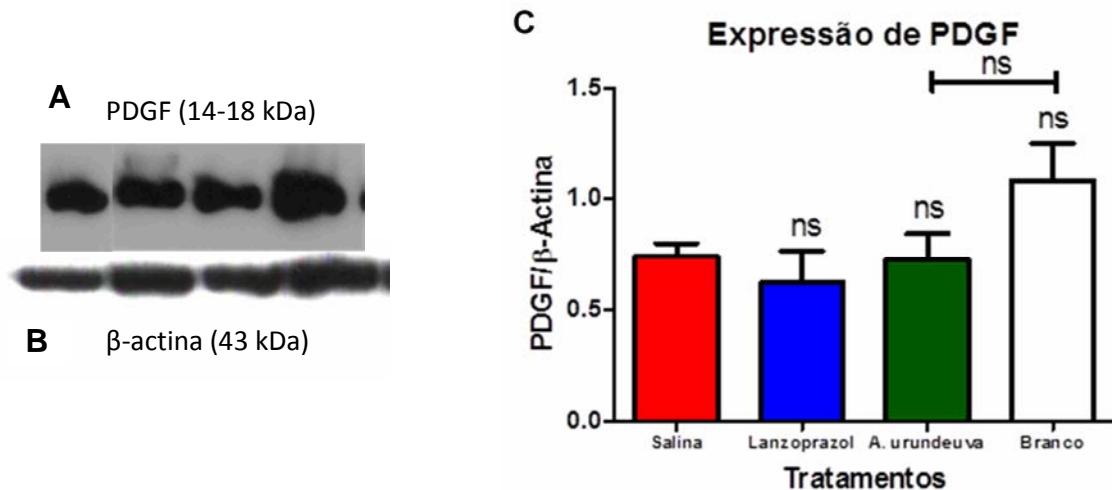 A
PDGF (14-18 kDa)
B
β-actina (43 kDa)
C
Expressão de PDGF
ns
ns
ns
ns
1.5
1.0
0.5
0.0
PDGF/β-Actina
Salina
Lanzoprazol
A. urundeuva
Branco
Tratamentos